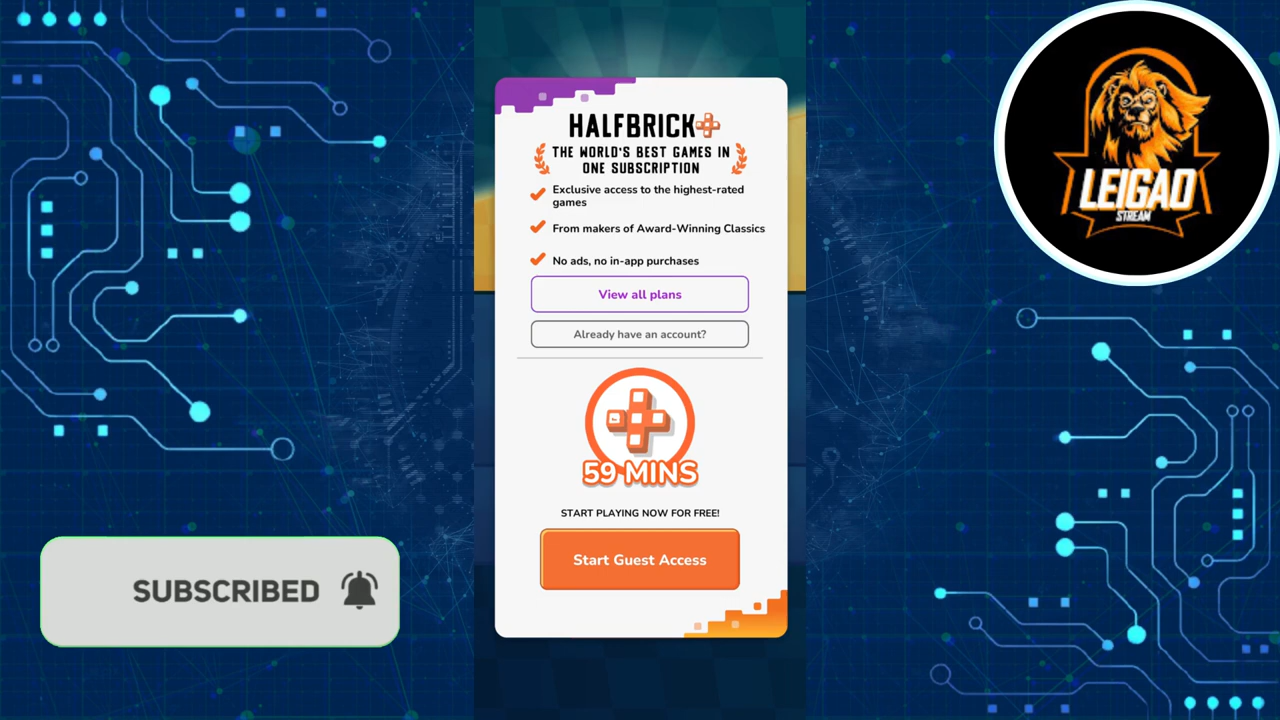 HALFBRICK+
THE WORLD'S BEST GAMES IN
ONE SUBSCRIPTION
Exclusive access to the highest-rated
games
From makers of Award-Winning Classics
No ads, no in-app purchases
View all plans
Already have an account?
59 MINS
START PLAYING NOW FOR FREE!
Start Guest Access
LEIGAO
STREAM
SUBSCRIBED